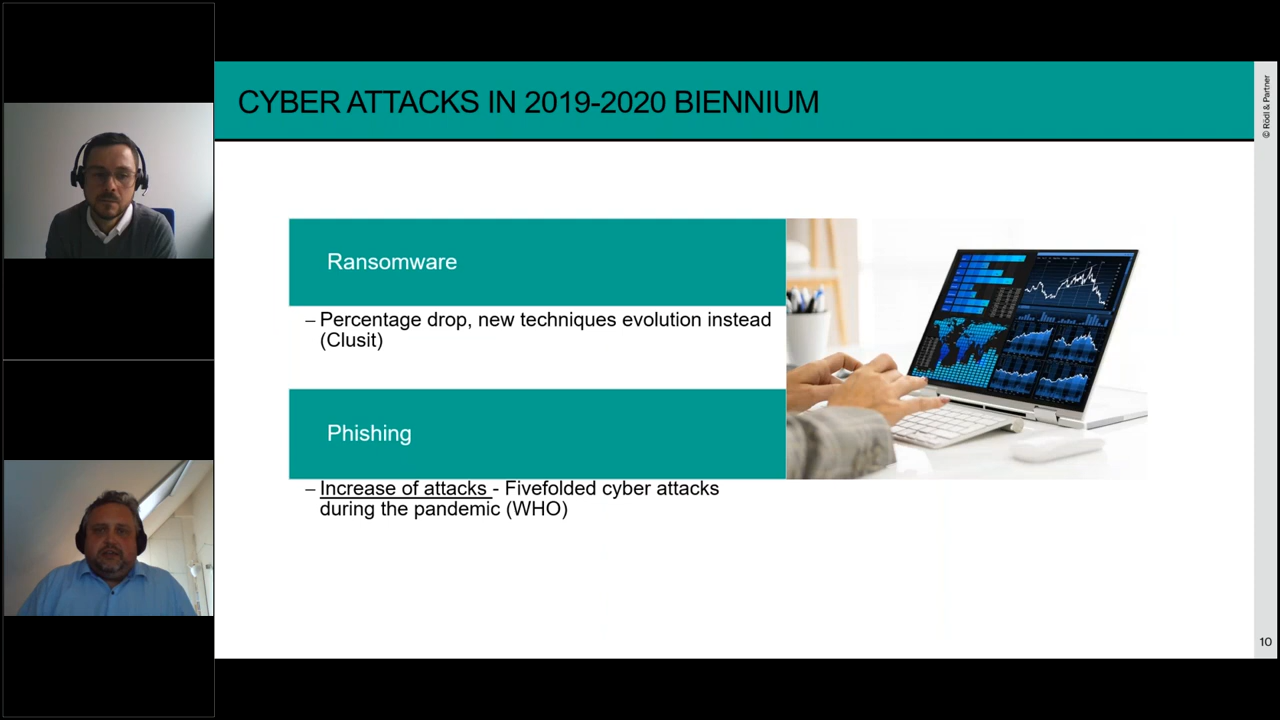 CYBER ATTACKS IN 2019-2020 BIENNIUM
© Rödl & Partner
Ransomware
– Percentage drop, new techniques evolution instead
(Clusit)
Phishing
– Increase of attacks - Fivefolded cyber attacks
during the pandemic (WHO)
10